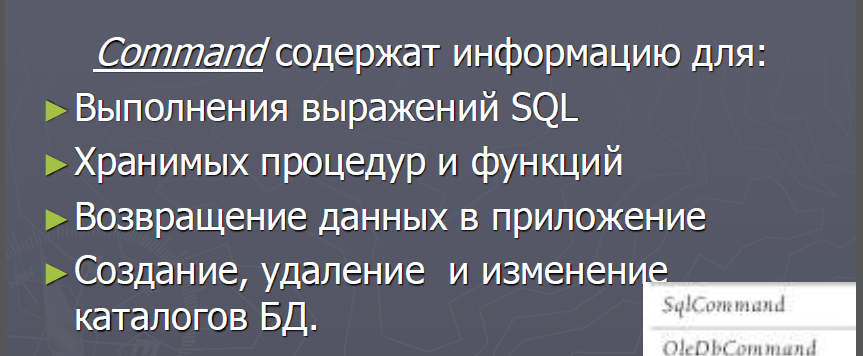 Command содержат информацию для:
Выполнения выражений SQL
Хранимых процедур и функций
Возвращение данных в приложение
Создание, удаление и изменение
каталогов БД.
SqlCommand
OleDbCommand